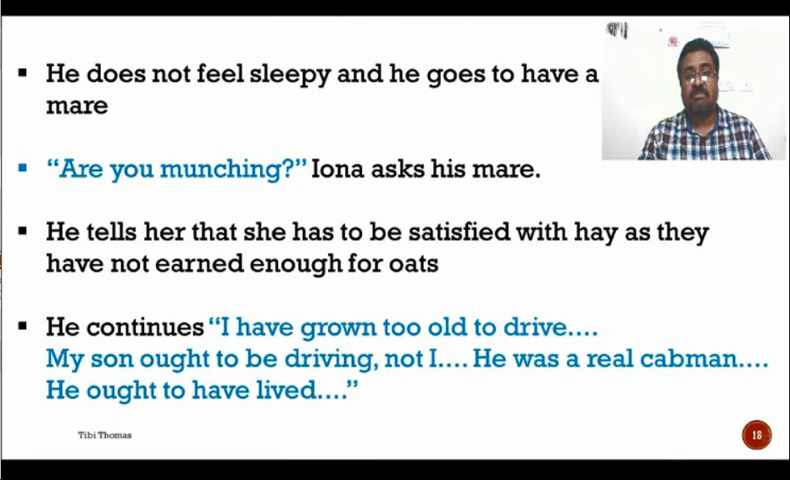 ▪ He does not feel sleepy and he goes to have a
mare
▪ “Are you munching?” Iona asks his mare.
▪ He tells her that she has to be satisfied with hay as they
have not earned enough for oats
▪ He continues “I have grown too old to drive....
My son ought to be driving, not I.... He was a real cabman....
He ought to have lived....”
Tibi Thomas
18